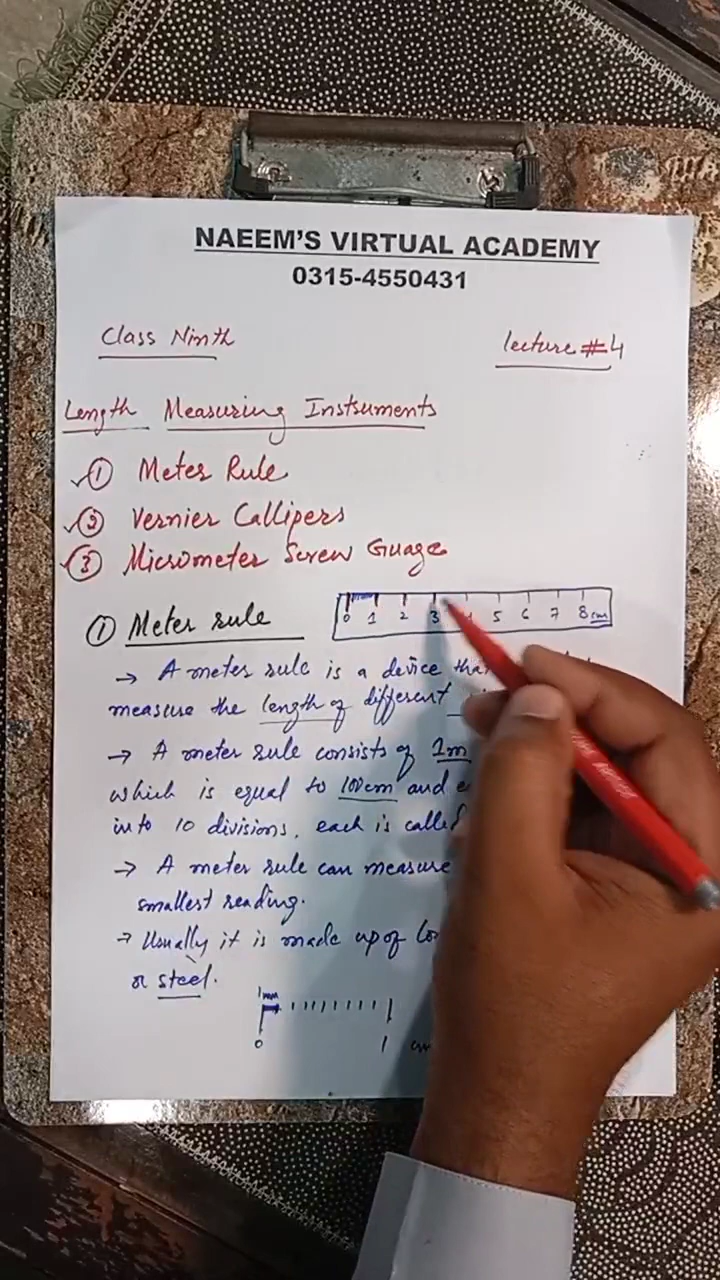 NAEEM'S VIRTUAL ACADEMY
0315-4550431
Class Ninth
lecture #4
Length Measuring Instuments
① Meter Rule
② Vernier Callipers
③ Micrometer Screw Guage
① Meter rule
0 1 2 3 4 5 6 7 8 cm
→ A meter rule is a device
measure the length of different
→ A meter rule consists of 1m
which is equal to 100cm and
into 10 divisions, each is called
→ A meter rule can measure
smallest reading.
→ Usually it is made up of
or steel.
1mm
0 1 cm